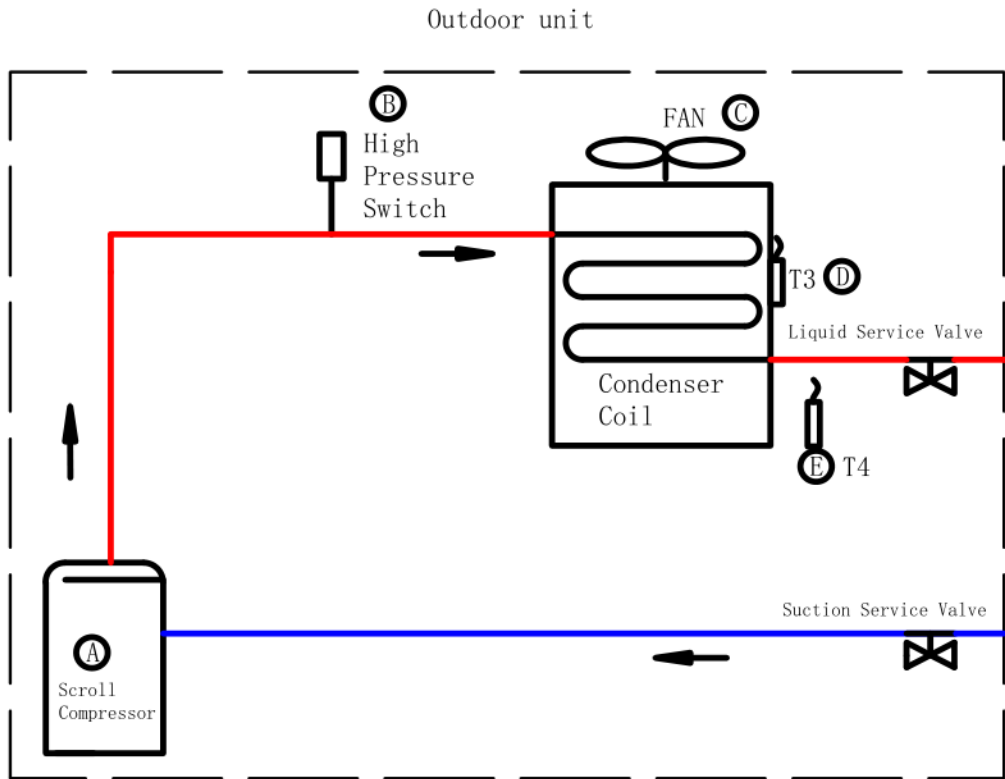 Outdoor unit
B
High
Pressure
Switch
FAN C
T3 D
Liquid Service Valve
Condenser
Coil
E T4
Suction Service Valve
A
Scroll
Compressor